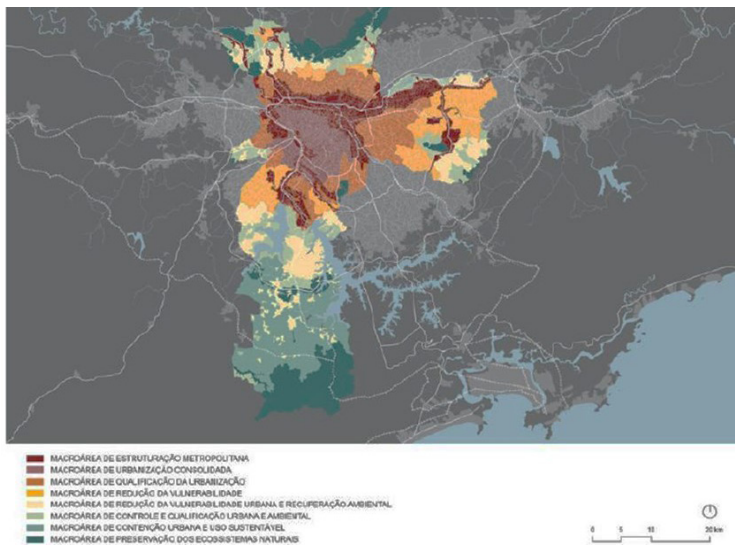 MACROÁREA DE ESTRUTURAÇÃO METROPOLITANA
MACROÁREA DE URBANIZAÇÃO CONSOLIDADA
MACROÁREA DE QUALIFICAÇÃO DA URBANIZAÇÃO
MACROÁREA DE REDUÇÃO DA VULNERABILIDADE
MACROÁREA DE REDUÇÃO DA VULNERABILIDADE URBANA E RECUPERAÇÃO AMBIENTAL
MACROÁREA DE CONTROLE E QUALIFICAÇÃO URBANA E AMBIENTAL
MACROÁREA DE CONTENÇÃO URBANA E USO SUSTENTÁVEL
MACROÁREA DE PRESERVAÇÃO DOS ECOSSISTEMAS NATURAIS
0 5 10 20 km